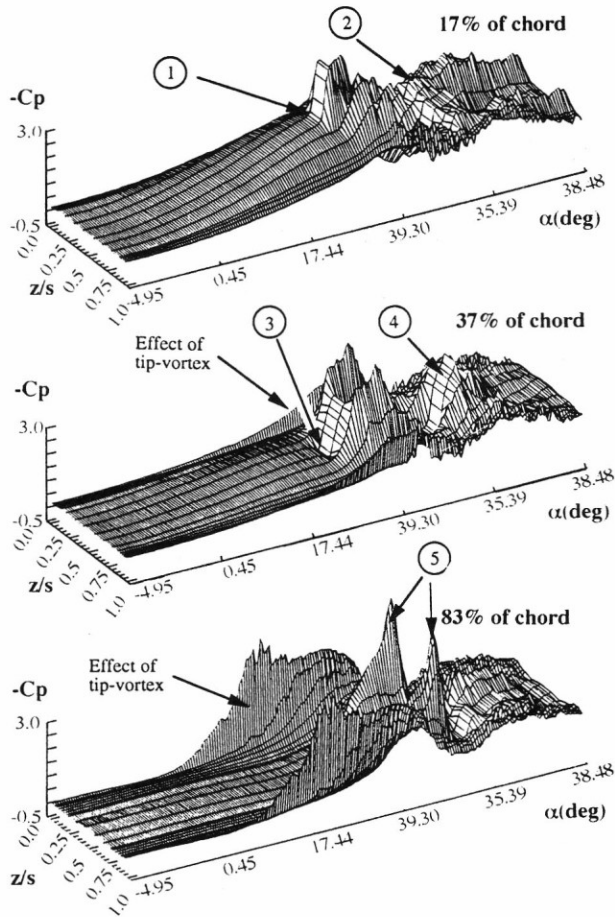 17% of chord
1
2
-Cp
3.0
-0.5
0.0
0.25
0.5
0.75
1.0
z/s
-4.95
0.45
17.44
39.30
35.39
38.48
α(deg)
37% of chord
Effect of
tip-vortex
3
4
-Cp
3.0
-0.5
0.0
0.25
0.5
0.75
1.0
z/s
-4.95
0.45
17.44
39.30
35.39
38.48
α(deg)
5
83% of chord
Effect of
tip-vortex
-Cp
3.0
-0.5
0.0
0.25
0.5
0.75
1.0
z/s
-4.95
0.45
17.44
39.30
35.39
38.48
α(deg)